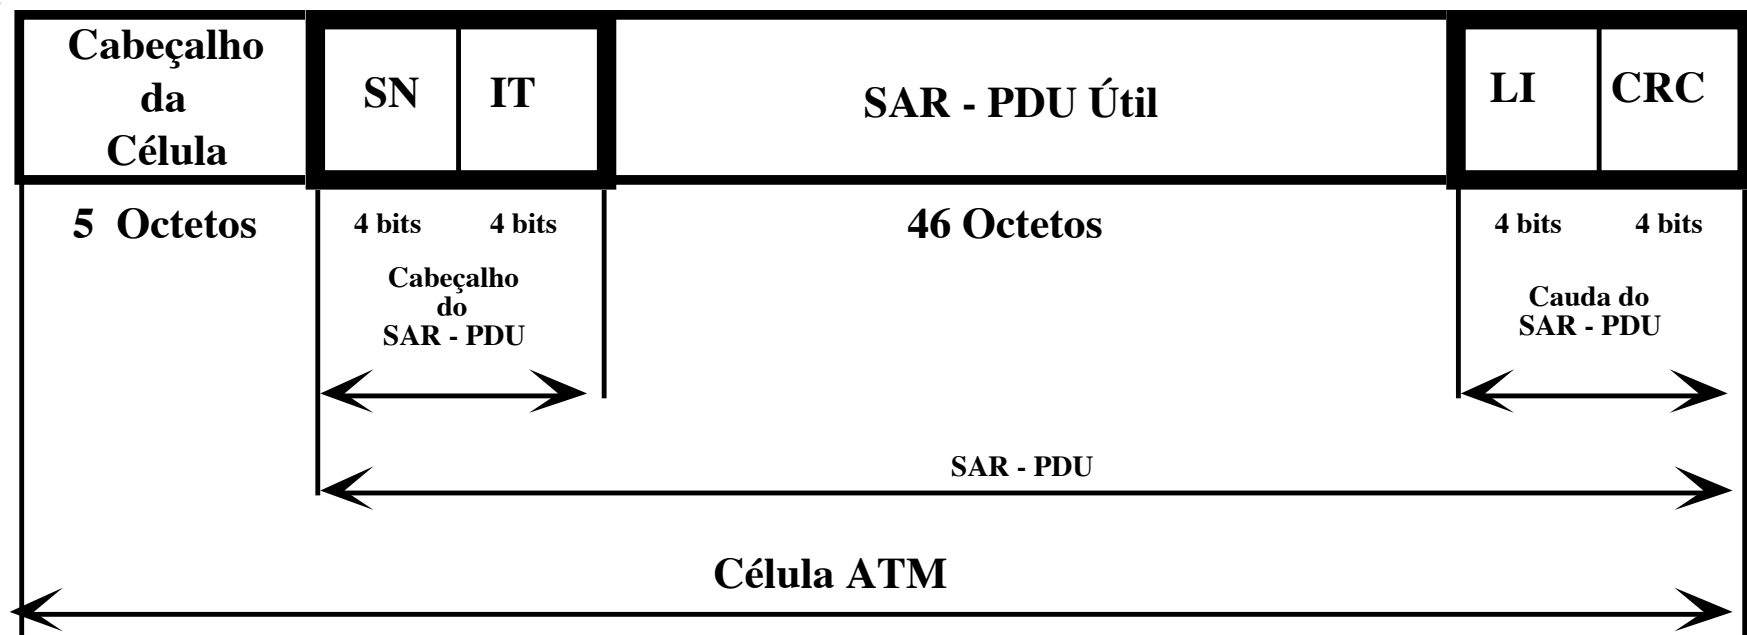 Cabeçalho
da
Célula
SN
IT
SAR - PDU Útil
LI
CRC
5 Octetos
4 bits
4 bits
46 Octetos
4 bits
4 bits
Cabeçalho
do
SAR - PDU
Cauda do
SAR - PDU
SAR - PDU
Célula ATM